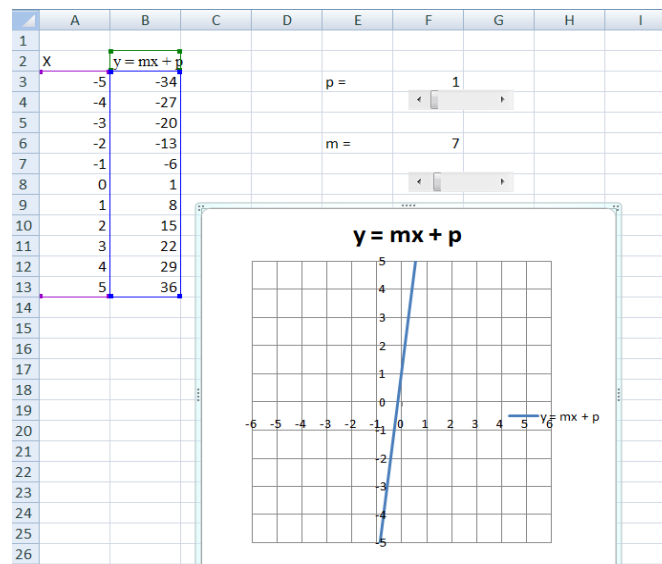 A B C D E F G H I
1
2 X y = mx + p
3 -5 -34 p = 1
4 -4 -27
5 -3 -20
6 -2 -13 m = 7
7 -1 -6
8 0 1
9 1 8
10 2 15
11 3 22
12 4 29
13 5 36
14
15
16
17
18
19
20
21
22
23
24
25
26
y = mx + p
5
4
3
2
1
0
-6 -5 -4 -3 -2 -1 0 1 2 3 4 5 6
-1
-2
-3
-4
-5
y = mx + p